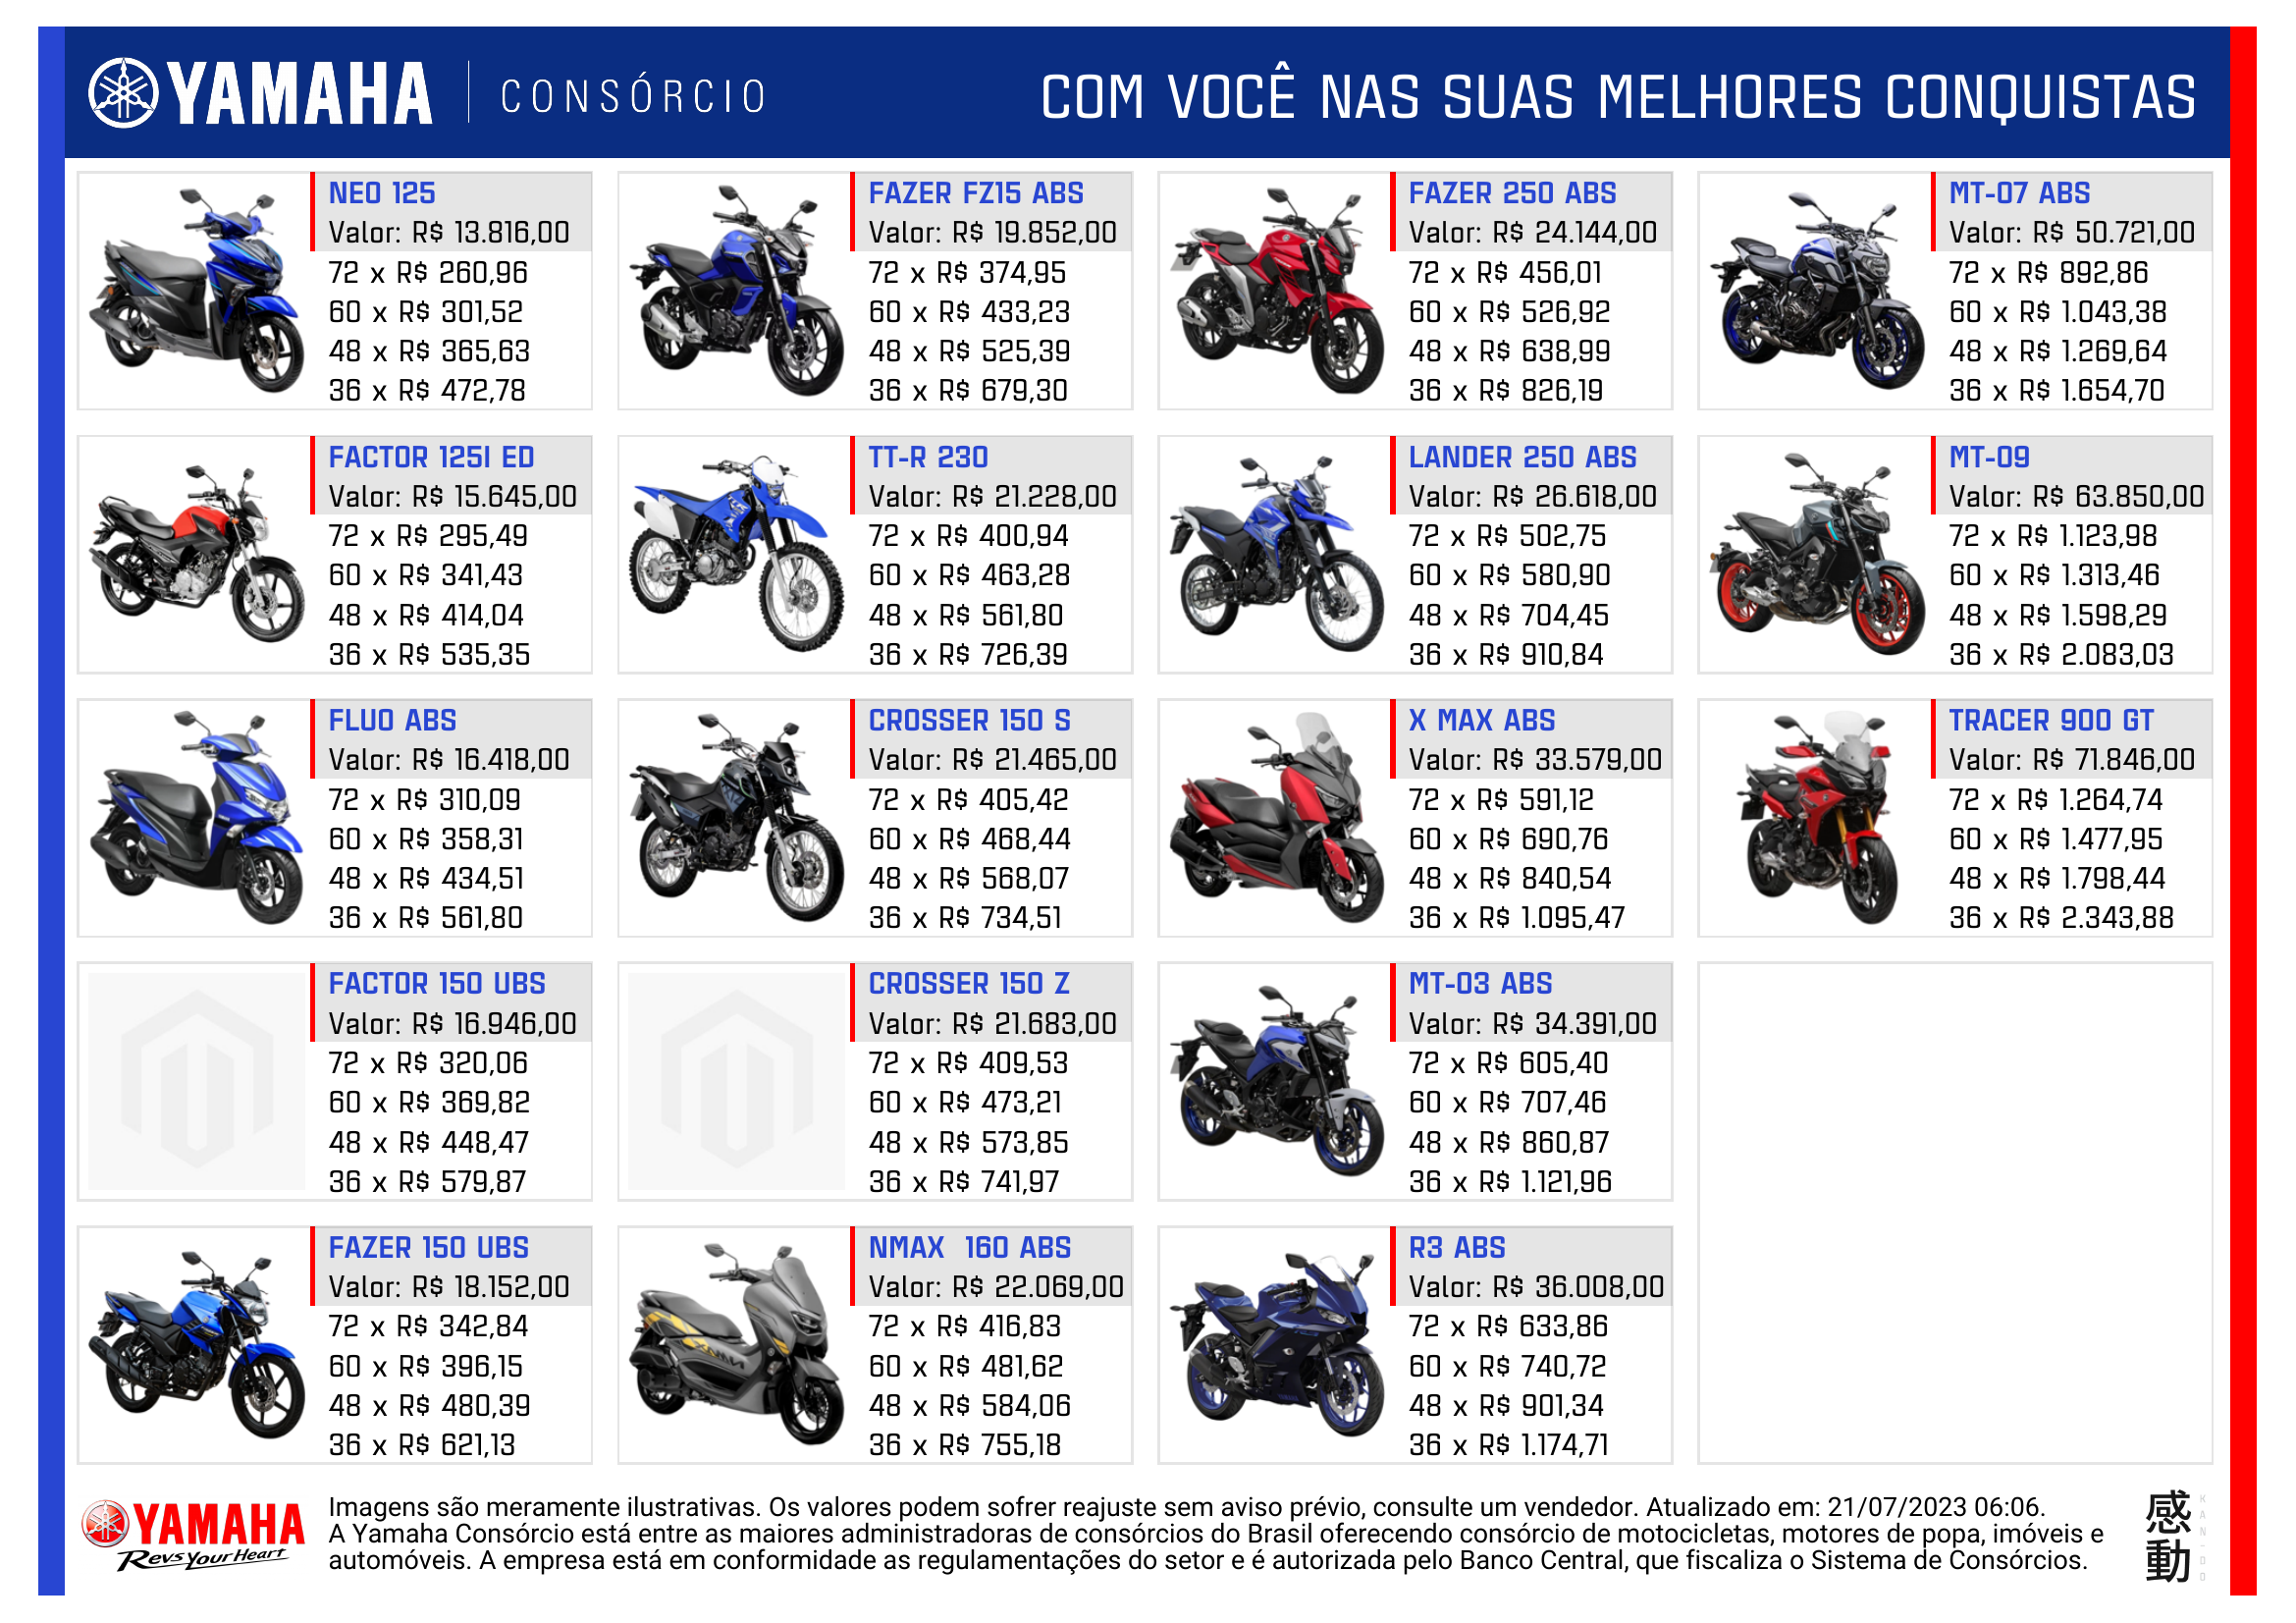 YAMAHA CONSÓRCIO
COM VOCÊ NAS SUAS MELHORES CONQUISTAS
NEO 125
Valor: R$ 13.816,00
72 x R$ 260,96
60 x R$ 301,52
48 x R$ 365,63
36 x R$ 472,78
FAZER FZ15 ABS
Valor: R$ 19.852,00
72 x R$ 374,95
60 x R$ 433,23
48 x R$ 525,39
36 x R$ 679,30
FAZER 250 ABS
Valor: R$ 24.144,00
72 x R$ 456,01
60 x R$ 526,92
48 x R$ 638,99
36 x R$ 826,19
MT-07 ABS
Valor: R$ 50.721,00
72 x R$ 892,86
60 x R$ 1.043,38
48 x R$ 1.269,64
36 x R$ 1.654,70
FACTOR 125I ED
Valor: R$ 15.645,00
72 x R$ 295,49
60 x R$ 341,43
48 x R$ 414,04
36 x R$ 535,35
TT-R 230
Valor: R$ 21.228,00
72 x R$ 400,94
60 x R$ 463,28
48 x R$ 561,80
36 x R$ 726,39
LANDER 250 ABS
Valor: R$ 26.618,00
72 x R$ 502,75
60 x R$ 580,90
48 x R$ 704,45
36 x R$ 910,84
MT-09
Valor: R$ 63.850,00
72 x R$ 1.123,98
60 x R$ 1.313,46
48 x R$ 1.598,29
36 x R$ 2.083,03
FLUO ABS
Valor: R$ 16.418,00
72 x R$ 310,09
60 x R$ 358,31
48 x R$ 434,51
36 x R$ 561,80
CROSSER 150 S
Valor: R$ 21.465,00
72 x R$ 405,42
60 x R$ 468,44
48 x R$ 568,07
36 x R$ 734,51
X MAX ABS
Valor: R$ 33.579,00
72 x R$ 591,12
60 x R$ 690,76
48 x R$ 840,54
36 x R$ 1.095,47
TRACER 900 GT
Valor: R$ 71.846,00
72 x R$ 1.264,74
60 x R$ 1.477,95
48 x R$ 1.798,44
36 x R$ 2.343,88
FACTOR 150 UBS
Valor: R$ 16.946,00
72 x R$ 320,06
60 x R$ 369,82
48 x R$ 448,47
36 x R$ 579,87
CROSSER 150 Z
Valor: R$ 21.683,00
72 x R$ 409,53
60 x R$ 473,21
48 x R$ 573,85
36 x R$ 741,97
MT-03 ABS
Valor: R$ 34.391,00
72 x R$ 605,40
60 x R$ 707,46
48 x R$ 860,87
36 x R$ 1.121,96
FAZER 150 UBS
Valor: R$ 18.152,00
72 x R$ 342,84
60 x R$ 396,15
48 x R$ 480,39
36 x R$ 621,13
NMAX 160 ABS
Valor: R$ 22.069,00
72 x R$ 416,83
60 x R$ 481,62
48 x R$ 584,06
36 x R$ 755,18
R3 ABS
Valor: R$ 36.008,00
72 x R$ 633,86
60 x R$ 740,72
48 x R$ 901,34
36 x R$ 1.174,71
YAMAHA
Revs Your Heart
Imagens são meramente ilustrativas. Os valores podem sofrer reajuste sem aviso prévio, consulte um vendedor. Atualizado em: 21/07/2023 06:06.
A Yamaha Consórcio está entre as maiores administradoras de consórcios do Brasil oferecendo consórcio de motocicletas, motores de popa, imóveis e
automóveis. A empresa está em conformidade as regulamentações do setor e é autorizada pelo Banco Central, que fiscaliza o Sistema de Consórcios.
感動
KAN-DO